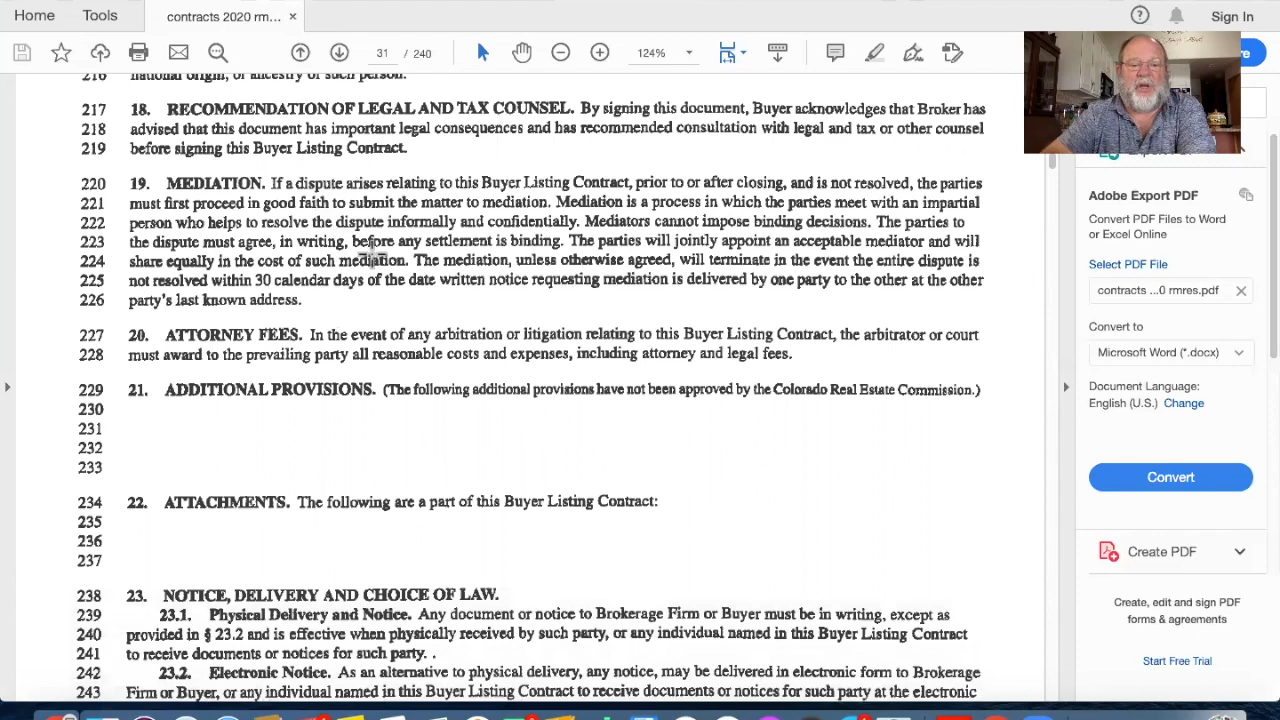 Home
Tools
contracts 2020 rm...
×
Sign In
31 / 240
124%
216 national origin, or ancestry of such person.
217 18. RECOMMENDATION OF LEGAL AND TAX COUNSEL. By signing this document, Buyer acknowledges that Broker has
218 advised that this document has important legal consequences and has recommended consultation with legal and tax or other counsel
219 before signing this Buyer Listing Contract.
220 19. MEDIATION. If a dispute arises relating to this Buyer Listing Contract, prior to or after closing, and is not resolved, the parties
221 must first proceed in good faith to submit the matter to mediation. Mediation is a process in which the parties meet with an impartial
222 person who helps to resolve the dispute informally and confidentially. Mediators cannot impose binding decisions. The parties to
223 the dispute must agree, in writing, before any settlement is binding. The parties will jointly appoint an acceptable mediator and will
224 share equally in the cost of such mediation. The mediation, unless otherwise agreed, will terminate in the event the entire dispute is
225 not resolved within 30 calendar days of the date written notice requesting mediation is delivered by one party to the other at the other
226 party's last known address.
227 20. ATTORNEY FEES. In the event of any arbitration or litigation relating to this Buyer Listing Contract, the arbitrator or court
228 must award to the prevailing party all reasonable costs and expenses, including attorney and legal fees.
229 21. ADDITIONAL PROVISIONS. (The following additional provisions have not been approved by the Colorado Real Estate Commission.)
230
231
232
233
234 22. ATTACHMENTS. The following are a part of this Buyer Listing Contract:
235
236
237
238 23. NOTICE, DELIVERY AND CHOICE OF LAW.
239 23.1. Physical Delivery and Notice. Any document or notice to Brokerage Firm or Buyer must be in writing, except as
240 provided in § 23.2 and is effective when physically received by such party, or any individual named in this Buyer Listing Contract
241 to receive documents or notices for such party. .
242 23.2. Electronic Notice. As an alternative to physical delivery, any notice, may be delivered in electronic form to Brokerage
243 Firm or Buyer, or any individual named in this Buyer Listing Contract to receive documents or notices for such party at the electronic
Adobe Export PDF
Convert PDF Files to Word
or Excel Online
Select PDF File
contracts ...0 rmres.pdf
Convert to
Microsoft Word (*.docx)
Document Language:
English (U.S.) Change
Convert
Create PDF
Create, edit and sign PDF
forms & agreements
Start Free Trial